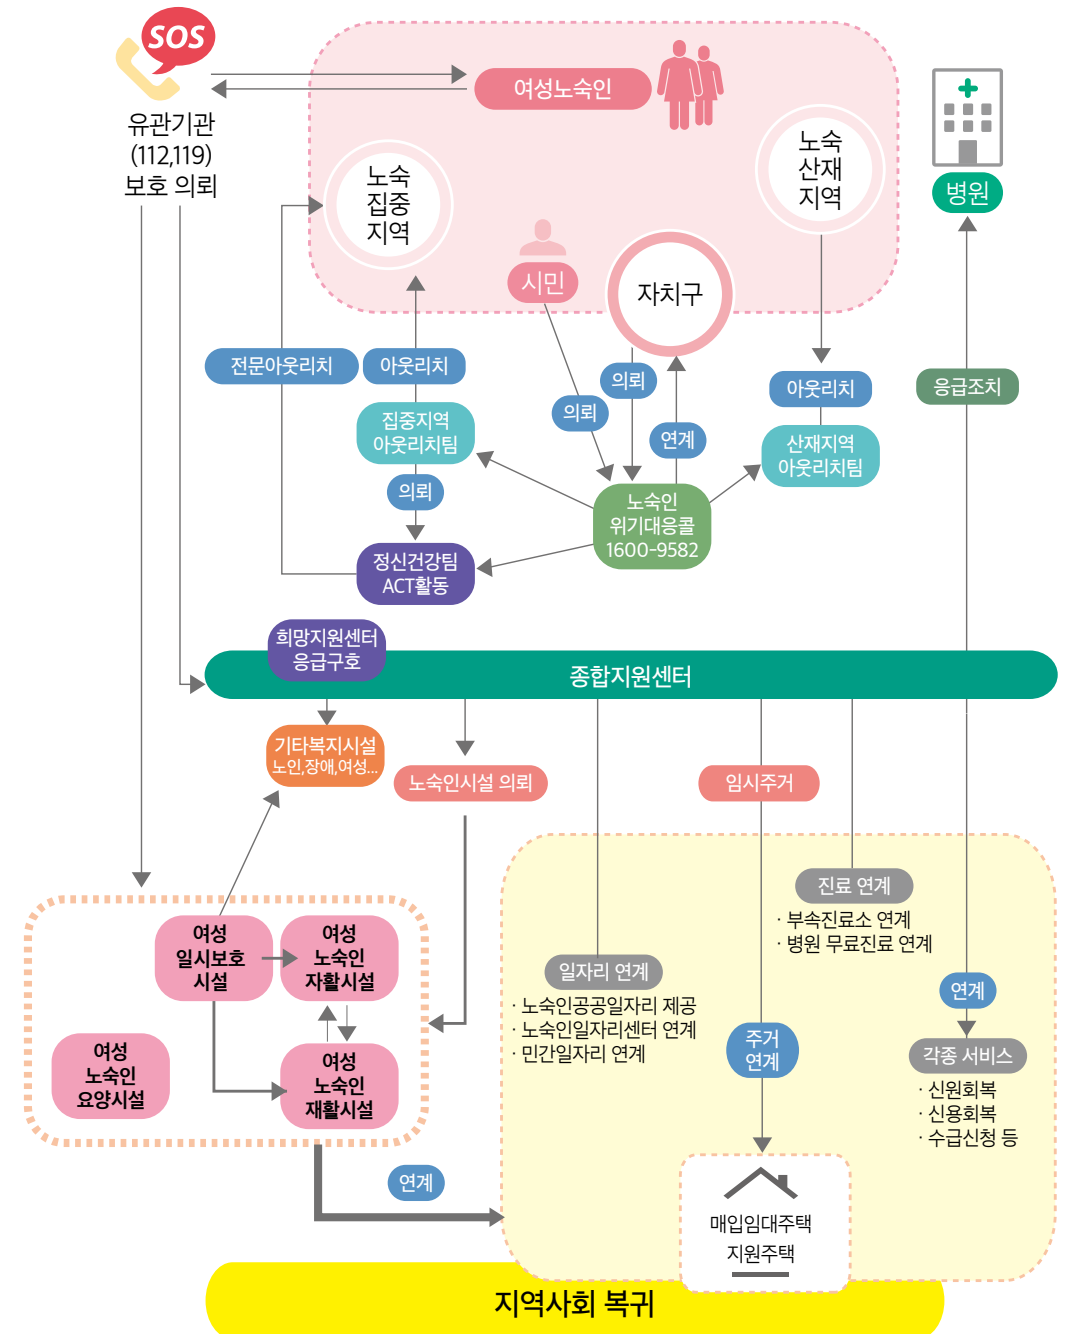 SOS
유관기관
(112,119)
보호 의뢰
여성노숙인
노숙
집중
지역
노숙
산재
지역
병원
시민
자치구
전문아웃리치
아웃리치
의뢰
의뢰
연계
아웃리치
응급조치
집중지역
아웃리치팀
산재지역
아웃리치팀
의뢰
노숙인
위기대응콜
1600-9582
정신건강팀
ACT활동
희망지원센터
응급구호
종합지원센터
기타복지시설
노인,장애,여성...
노숙인시설 의뢰
임시주거
진료 연계
· 부속진료소 연계
· 병원 무료진료 연계
여성
일시보호
시설
여성
노숙인
자활시설
여성
노숙인
요양시설
여성
노숙인
재활시설
일자리 연계
· 노숙인공공일자리 제공
· 노숙인일자리센터 연계
· 민간일자리 연계
주거
연계
연계
각종 서비스
· 신원회복
· 신용회복
· 수급신청 등
연계
매입임대주택
지원주택
지역사회 복귀